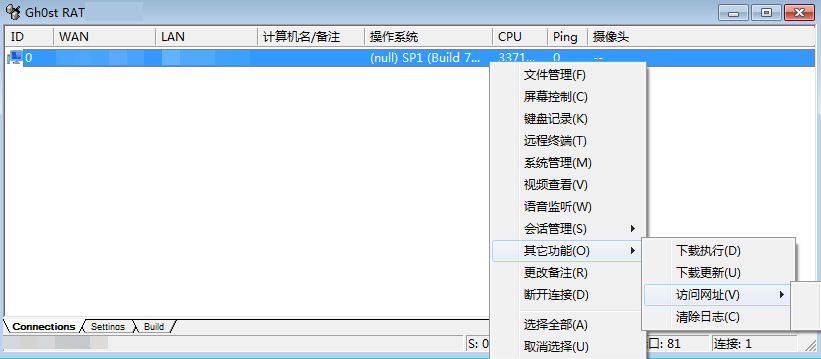 Gh0st RAT
ID WAN LAN 计算机名/备注 操作系统 CPU Ping 摄像头
0 (null) SP1 (Build 7... 3371... 0 --
文件管理(F)
屏幕控制(C)
键盘记录(K)
远程终端(T)
系统管理(M)
视频查看(V)
语音监听(W)
会话管理(S)
其它功能(O)
更改备注(R)
断开连接(D)
选择全部(A)
取消选择(U)
下载执行(D)
下载更新(U)
访问网址(V)
清除日志(C)
Connections Settings Build
S: 0 口: 81 连接: 1